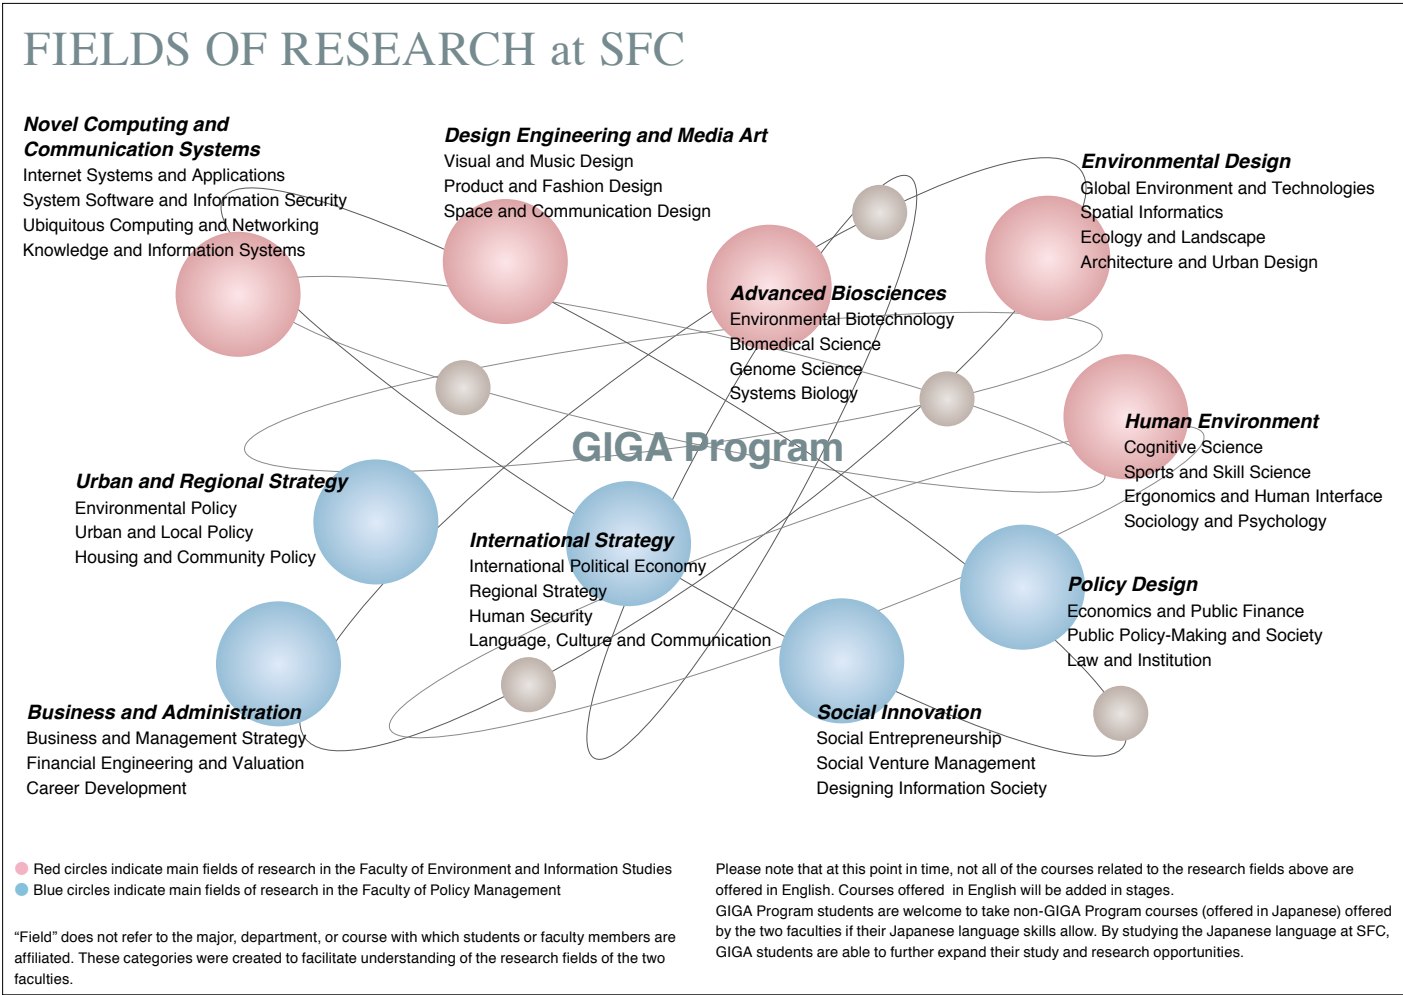 FIELDS OF RESEARCH at SFC
Novel Computing and
Communication Systems
Internet Systems and Applications
System Software and Information Security
Ubiquitous Computing and Networking
Knowledge and Information Systems
Design Engineering and Media Art
Visual and Music Design
Product and Fashion Design
Space and Communication Design
Advanced Biosciences
Environmental Biotechnology
Biomedical Science
Genome Science
Systems Biology
Environmental Design
Global Environment and Technologies
Spatial Informatics
Ecology and Landscape
Architecture and Urban Design
Human Environment
Cognitive Science
Sports and Skill Science
Ergonomics and Human Interface
Sociology and Psychology
GIGA Program
Urban and Regional Strategy
Environmental Policy
Urban and Local Policy
Housing and Community Policy
International Strategy
International Political Economy
Regional Strategy
Human Security
Language, Culture and Communication
Policy Design
Economics and Public Finance
Public Policy-Making and Society
Law and Institution
Business and Administration
Business and Management Strategy
Financial Engineering and Valuation
Career Development
Social Innovation
Social Entrepreneurship
Social Venture Management
Designing Information Society
Red circles indicate main fields of research in the Faculty of Environment and Information Studies
Blue circles indicate main fields of research in the Faculty of Policy Management
“Field” does not refer to the major, department, or course with which students or faculty members are
affiliated. These categories were created to facilitate understanding of the research fields of the two
faculties.
Please note that at this point in time, not all of the courses related to the research fields above are
offered in English. Courses offered in English will be added in stages.
GIGA Program students are welcome to take non-GIGA Program courses (offered in Japanese) offered
by the two faculties if their Japanese language skills allow. By studying the Japanese language at SFC,
GIGA students are able to further expand their study and research opportunities.